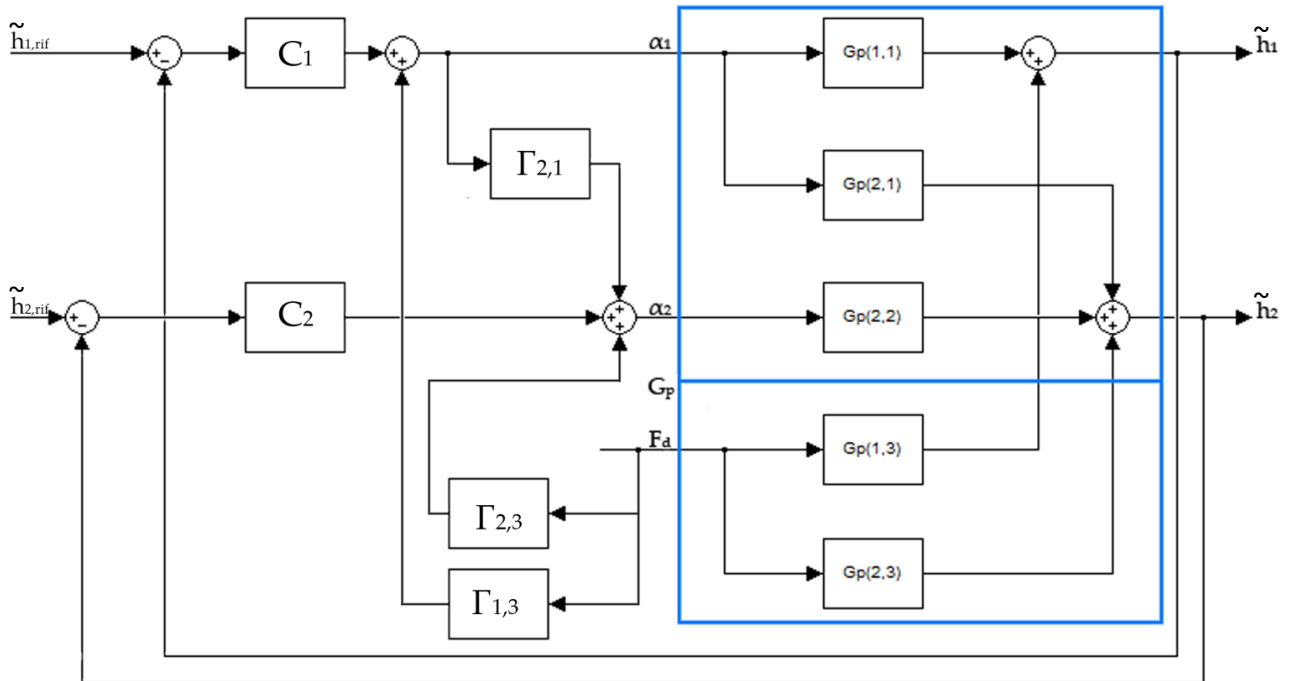 h̃1,rif
+
−
C1
+
+
α1
Gp(1,1)
+
+
h̃1
Γ2,1
Gp(2,1)
h̃2,rif
+
−
C2
+
+
+
α2
Gp(2,2)
+
+
+
h̃2
Gp
Fd
Gp(1,3)
Γ2,3
Gp(2,3)
Γ1,3